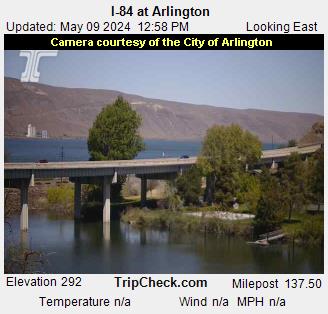 I-84 at Arlington
Updated: May 09 2024 12:58 PM Looking East
Camera courtesy of the City of Arlington
Elevation 292 TripCheck.com Milepost 137.50
Temperature n/a Wind n/a MPH n/a